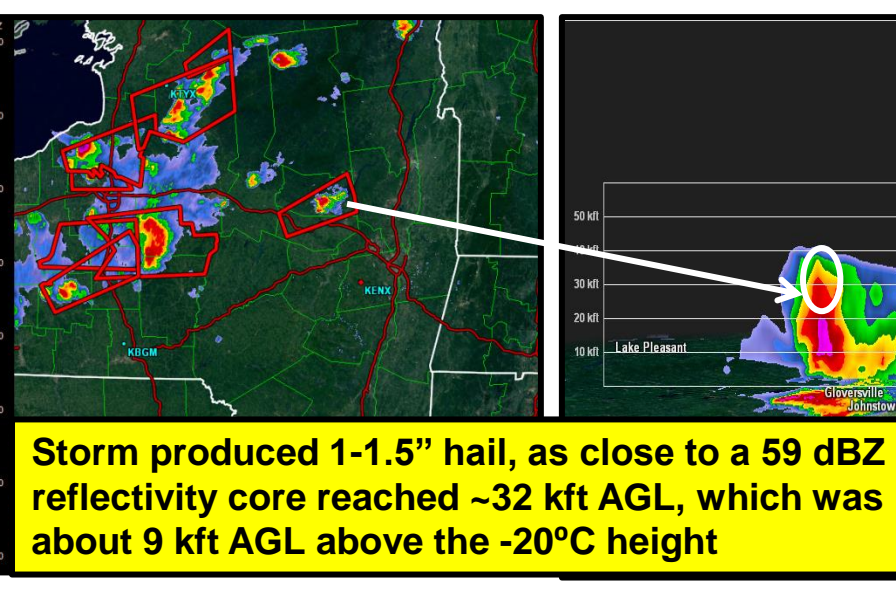 KTYX
KENX
KBGM
50 kft
30 kft
20 kft
10 kft
Lake Pleasant
Gloversville
Johnstow
Storm produced 1-1.5” hail, as close to a 59 dBZ
reflectivity core reached ~32 kft AGL, which was
about 9 kft AGL above the -20ºC height